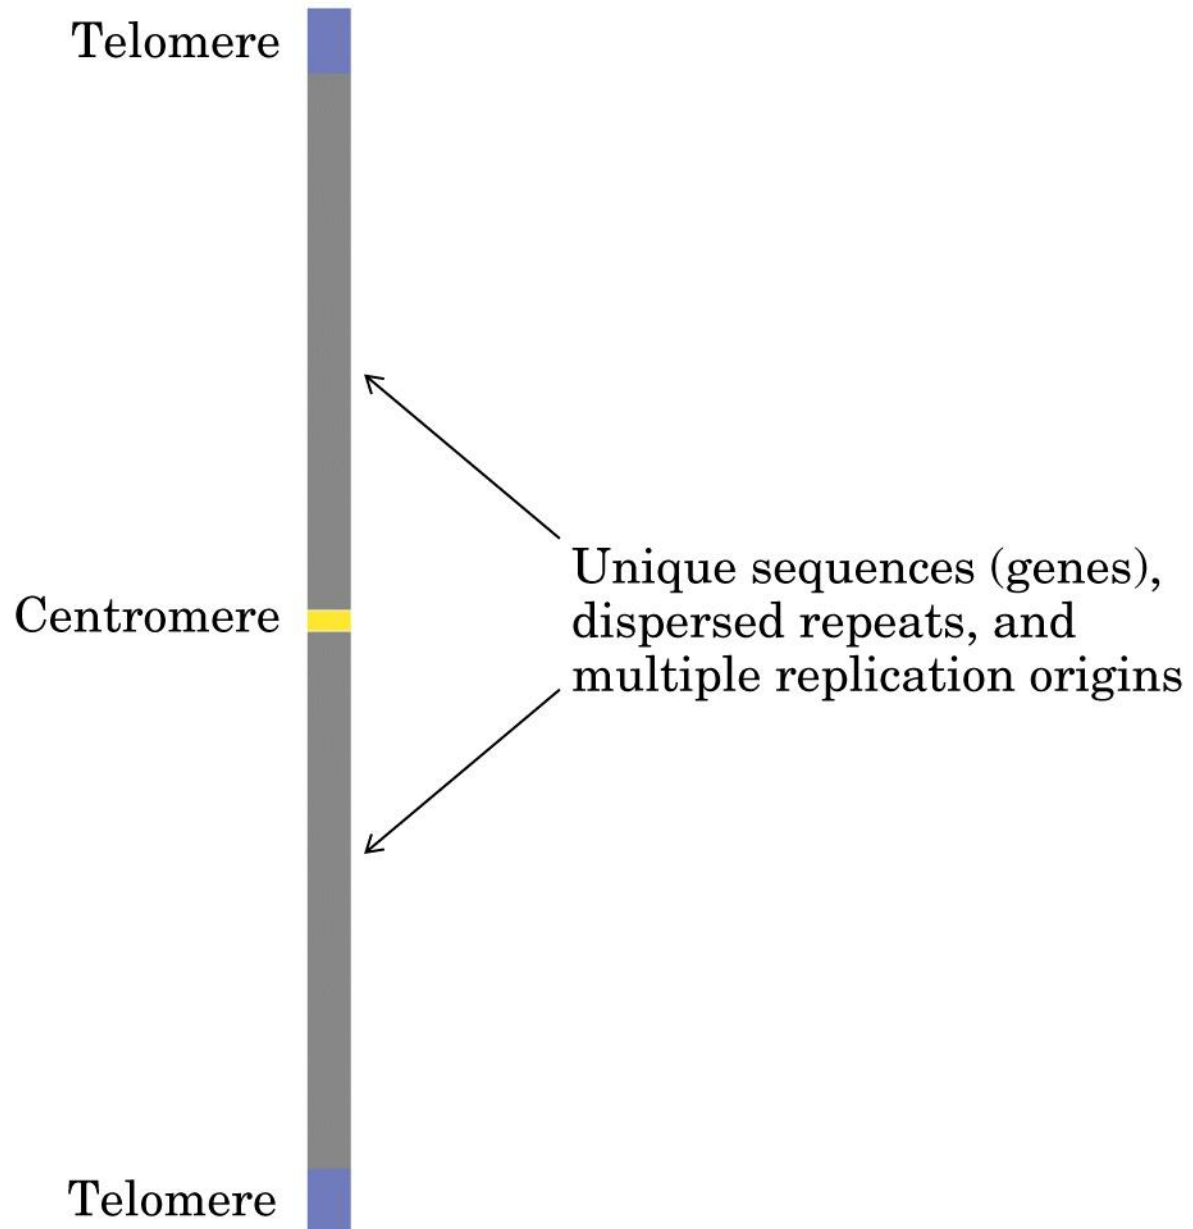 Telomere
Centromere
Unique sequences (genes),
dispersed repeats, and
multiple replication origins
Telomere